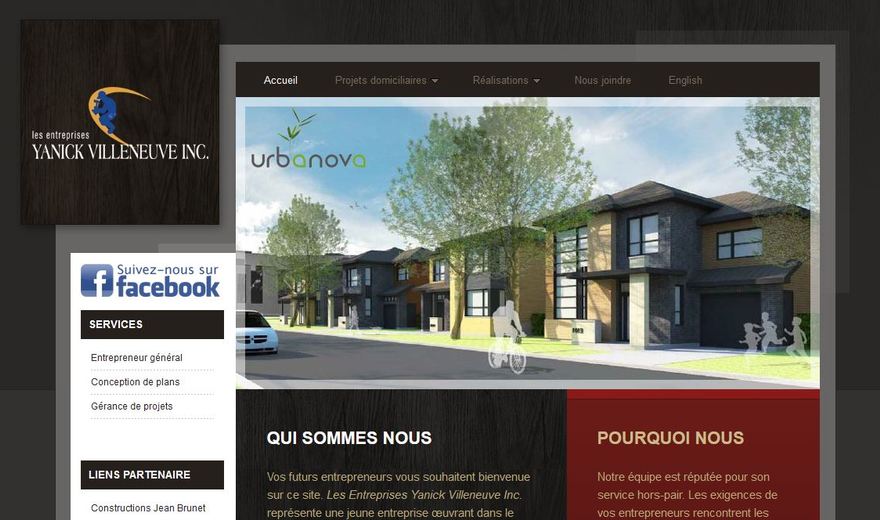 les entreprises
YANICK VILLENEUVE INC.
Accueil
Projets domiciliaires
Réalisations
Nous joindre
English
urbanova
Suivez-nous sur
facebook
SERVICES
Entrepreneur général
Conception de plans
Gérance de projets
LIENS PARTENAIRE
Constructions Jean Brunet
QUI SOMMES NOUS
Vos futurs entrepreneurs vous souhaitent bienvenue
sur ce site. Les Entreprises Yanick Villeneuve Inc.
représente une jeune entreprise œuvrant dans le
POURQUOI NOUS
Notre équipe est réputée pour son
service hors-pair. Les exigences de
vos entrepreneurs rencontrent les